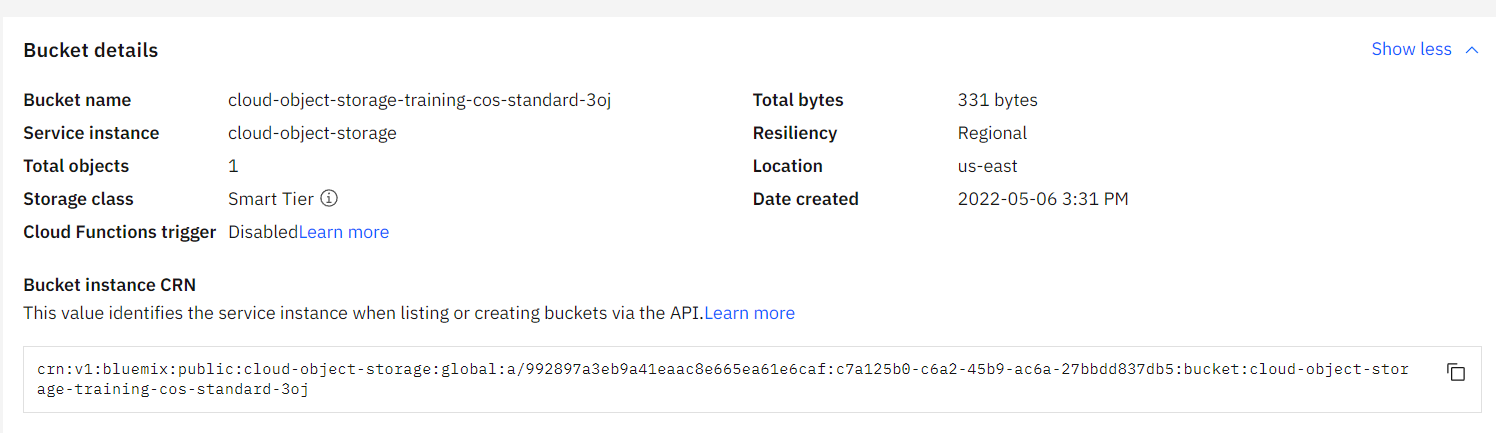 Bucket details
Show less
Bucket name cloud-object-storage-training-cos-standard-3oj
Total bytes 331 bytes
Service instance cloud-object-storage
Resiliency Regional
Total objects 1
Location us-east
Storage class Smart Tier
Date created 2022-05-06 3:31 PM
Cloud Functions trigger DisabledLearn more
Bucket instance CRN
This value identifies the service instance when listing or creating buckets via the API.Learn more
crn:v1:bluemix:public:cloud-object-storage:global:a/992897a3eb9a41eaac8e665ea61e6caf:c7a125b0-c6a2-45b9-ac6a-27bbdd837db5:bucket:cloud-object-stor
age-training-cos-standard-3oj